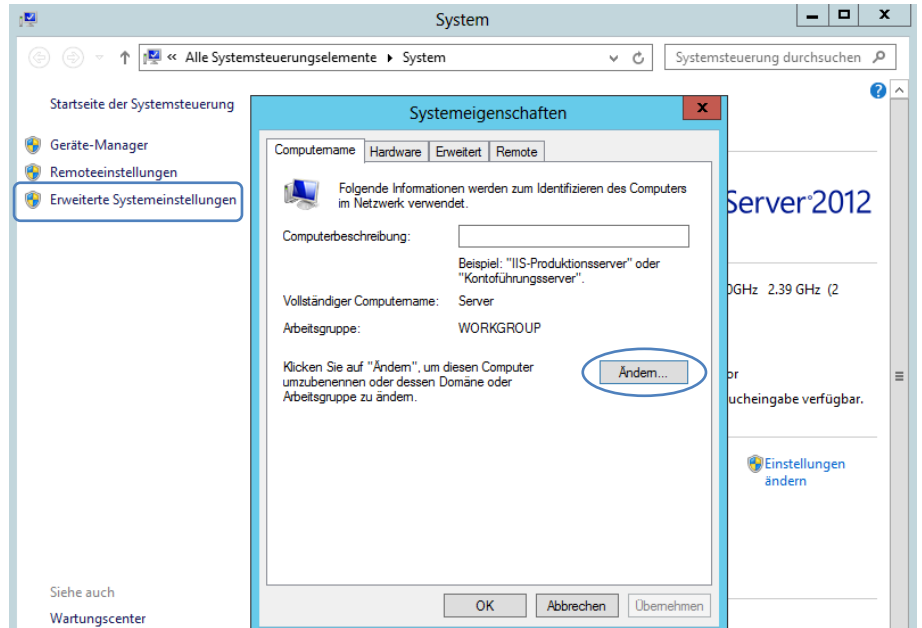 System
« Alle Systemsteuerungselemente ▸ System
Systemsteuerung durchsuchen
Startseite der Systemsteuerung
Geräte-Manager
Remoteeinstellungen
Erweiterte Systemeinstellungen
Systemeigenschaften
Computername Hardware Erweitert Remote
Folgende Informationen werden zum Identifizieren des Computers
im Netzwerk verwendet.
Computerbeschreibung:
Beispiel: "IIS-Produktionsserver" oder
"Kontoführungsserver".
Vollständiger Computername: Server
Arbeitsgruppe: WORKGROUP
Klicken Sie auf "Ändern", um diesen Computer
umzubenennen oder dessen Domäne oder
Arbeitsgruppe zu ändern.
Ändern...
OK Abbrechen Übernehmen
Server 2012
0GHz 2.39 GHz (2
or
ucheingabe verfügbar.
Einstellungen
ändern
Siehe auch
Wartungscenter